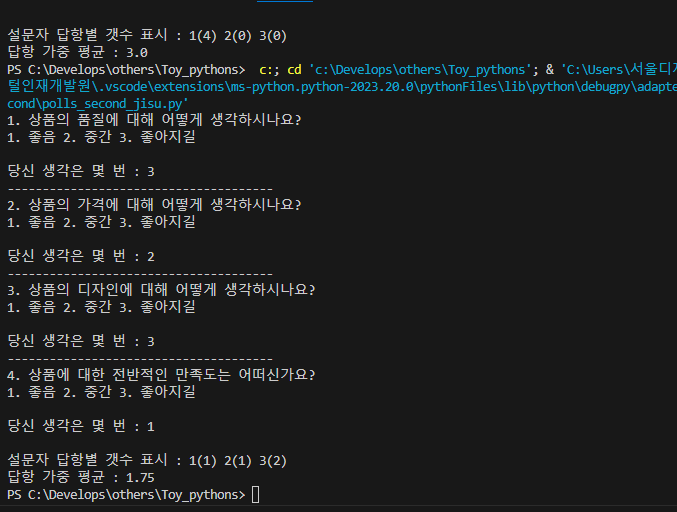 설문자 답항별 갯수 표시 : 1(4) 2(0) 3(0)
답항 가중 평균 : 3.0
PS C:\Develops\others\Toy_pythons>  c:; cd 'c:\Develops\others\Toy_pythons'; & 'C:\Users\서울디지
털인재개발원\.vscode\extensions\ms-python.python-2023.20.0\pythonFiles\lib\python\debugpy\adapte
cond\polls_second_jisu.py'
1. 상품의 품질에 대해 어떻게 생각하시나요?
1. 좋음 2. 중간 3. 좋아지길
당신 생각은 몇 번 : 3
--------------------------------------
2. 상품의 가격에 대해 어떻게 생각하시나요?
1. 좋음 2. 중간 3. 좋아지길
당신 생각은 몇 번 : 2
--------------------------------------
3. 상품의 디자인에 대해 어떻게 생각하시나요?
1. 좋음 2. 중간 3. 좋아지길
당신 생각은 몇 번 : 3
--------------------------------------
4. 상품에 대한 전반적인 만족도는 어떠신가요?
1. 좋음 2. 중간 3. 좋아지길
당신 생각은 몇 번 : 1
설문자 답항별 갯수 표시 : 1(1) 2(1) 3(2)
답항 가중 평균 : 1.75
PS C:\Develops\others\Toy_pythons>